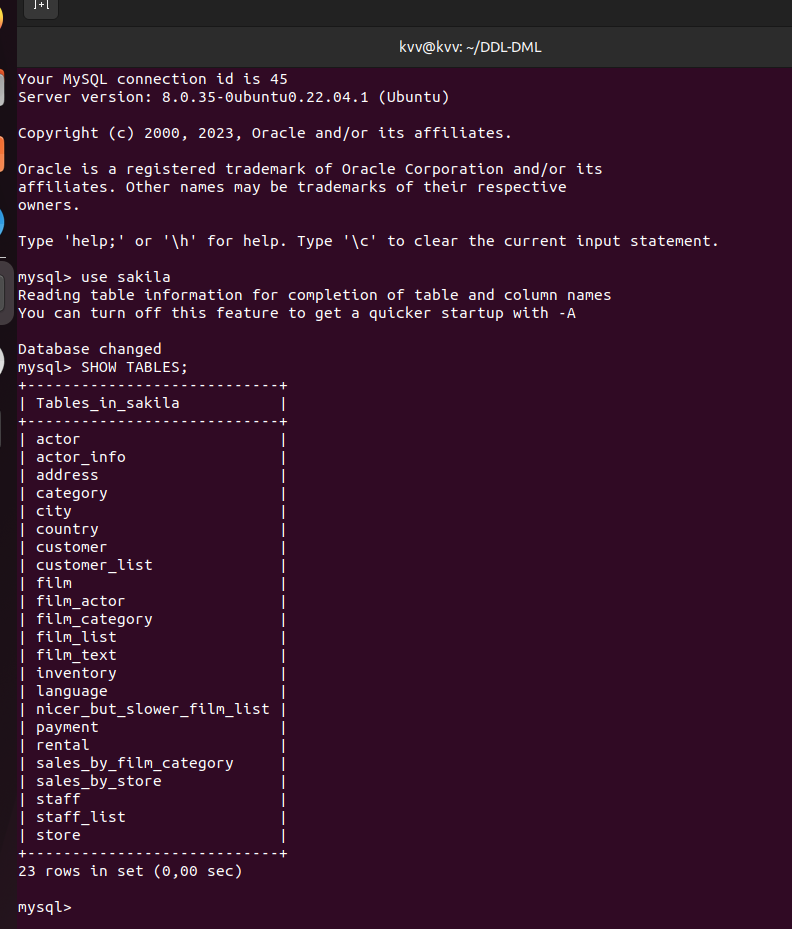 kvv@kvv: ~/DDL-DML
Your MySQL connection id is 45
Server version: 8.0.35-0ubuntu0.22.04.1 (Ubuntu)
Copyright (c) 2000, 2023, Oracle and/or its affiliates.
Oracle is a registered trademark of Oracle Corporation and/or its
affiliates. Other names may be trademarks of their respective
owners.
Type 'help;' or '\h' for help. Type '\c' to clear the current input statement.
mysql> use sakila
Reading table information for completion of table and column names
You can turn off this feature to get a quicker startup with -A
Database changed
mysql> SHOW TABLES;
+----------------------------+
| Tables_in_sakila           |
+----------------------------+
| actor                      |
| actor_info                 |
| address                    |
| category                   |
| city                       |
| country                    |
| customer                   |
| customer_list              |
| film                       |
| film_actor                 |
| film_category              |
| film_list                  |
| film_text                  |
| inventory                  |
| language                   |
| nicer_but_slower_film_list |
| payment                    |
| rental                     |
| sales_by_film_category     |
| sales_by_store             |
| staff                      |
| staff_list                 |
| store                      |
+----------------------------+
23 rows in set (0,00 sec)
mysql>